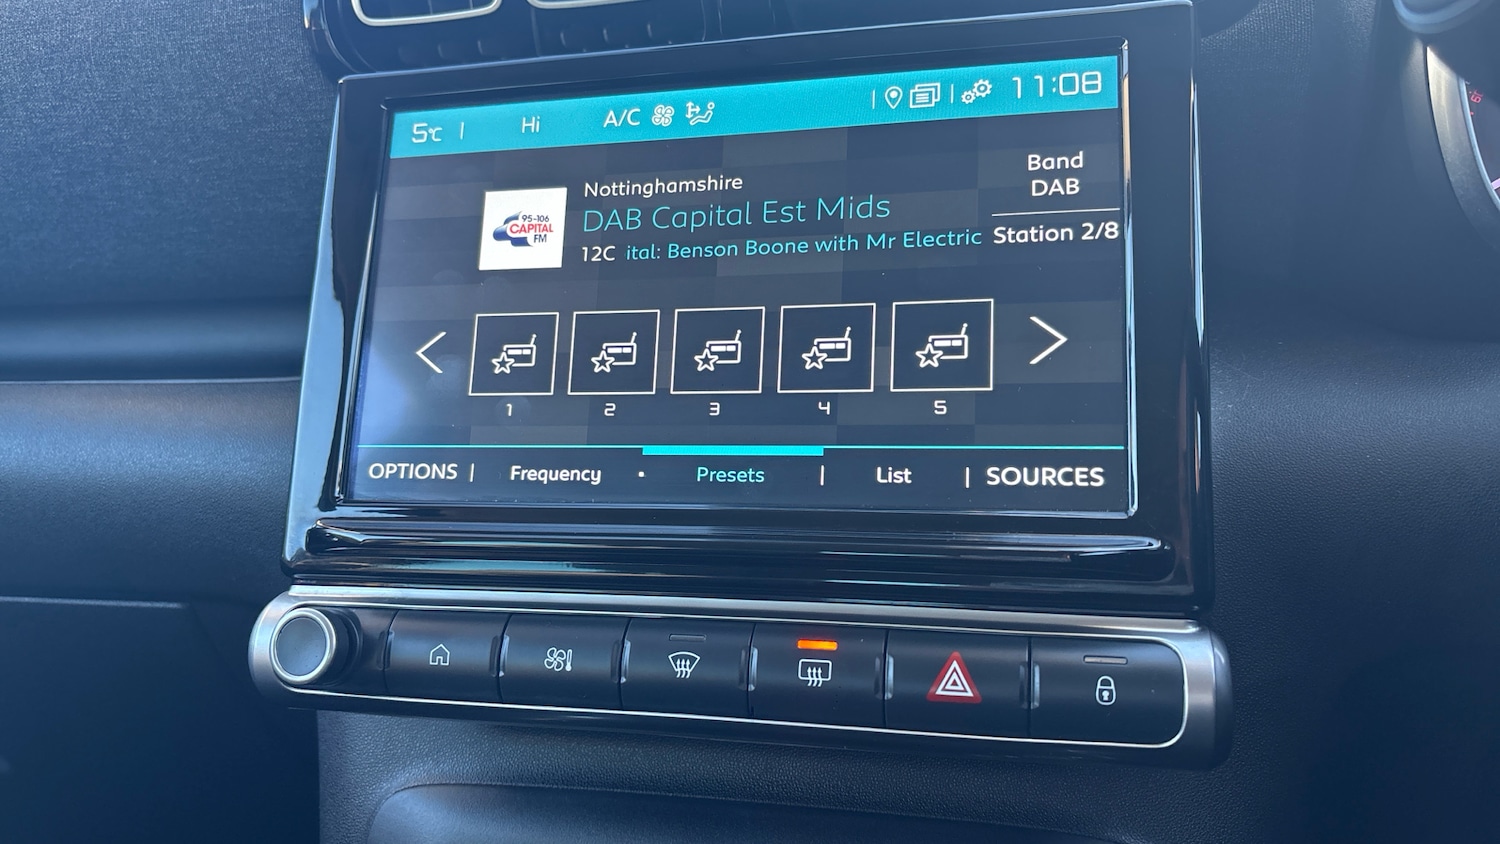 5°C | Hi A/C | | 11:08
Nottinghamshire
DAB Capital Est Mids
12C ital: Benson Boone with Mr Electric
95-106
CAPITAL
FM
Band
DAB
Station 2/8
1 2 3 4 5
OPTIONS | Frequency · Presets | List | SOURCES